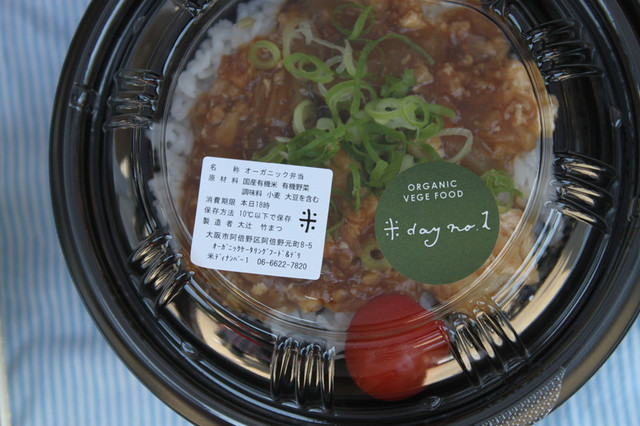 名　　称 オーガニック弁当
原 材 料 国産有機米 有機野菜
調味料 小麦 大豆を含む
消費期限 本日18時
保存方法 10℃以下で保存
製 造 者 大辻 竹まつ
大阪市阿倍野区阿倍野元町8-5
オーガニックケータリングフード&デリ
米ディナンバー1 06-6622-7820
米
ORGANIC
VEGE FOOD
米 day no.1